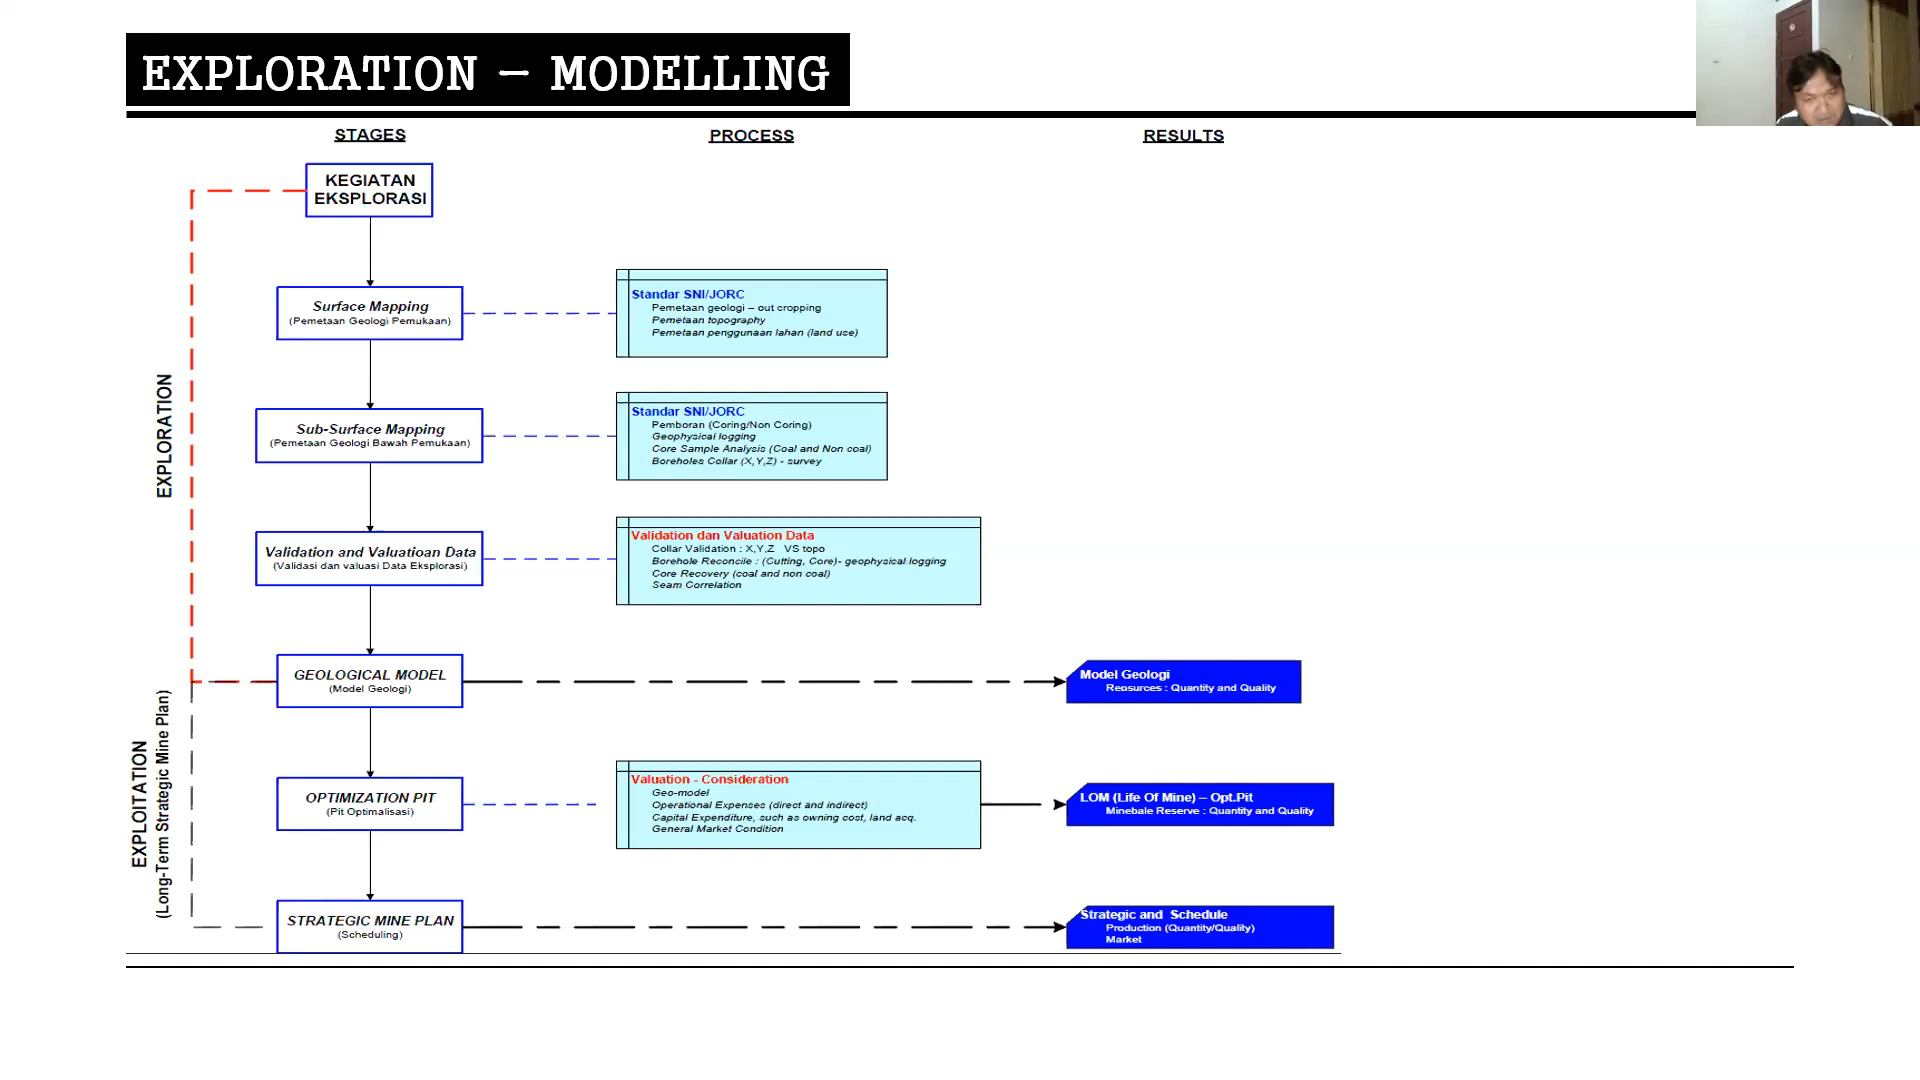 EXPLORATION – MODELLING
STAGES
PROCESS
RESULTS
KEGIATAN
EKSPLORASI
Surface Mapping
(Pemetaan Geologi Pemukaan)
Standar SNI/JORC
Pemetaan geologi – out cropping
Pemetaan topography
Pemetaan penggunaan lahan (land use)
EXPLORATION
Sub-Surface Mapping
(Pemetaan Geologi Bawah Pemukaan)
Standar SNI/JORC
Pemboran (Coring/Non Coring)
Geophysical logging
Core Sample Analysis (Coal and Non coal)
Boreholes Collar (X,Y,Z) - survey
Validation and Valuatioan Data
(Validasi dan valuasi Data Eksplorasi)
Validation dan Valuation Data
Collar Validation : X,Y,Z VS topo
Borehole Reconcile : (Cutting, Core)- geophysical logging
Core Recovery (coal and non coal)
Seam Correlation
GEOLOGICAL MODEL
(Model Geologi)
Model Geologi
Reosurces : Quantity and Quality
EXPLOITATION
(Long-Term Strategic Mine Plan)
OPTIMIZATION PIT
(Pit Optimalisasi)
Valuation - Consideration
Geo-model
Operational Expenses (direct and indirect)
Capital Expenditure, such as owning cost, land acq.
General Market Condition
LOM (Life Of Mine) – Opt.Pit
Minebale Reserve : Quantity and Quality
STRATEGIC MINE PLAN
(Scheduling)
Strategic and Schedule
Production (Quantity/Quality)
Market